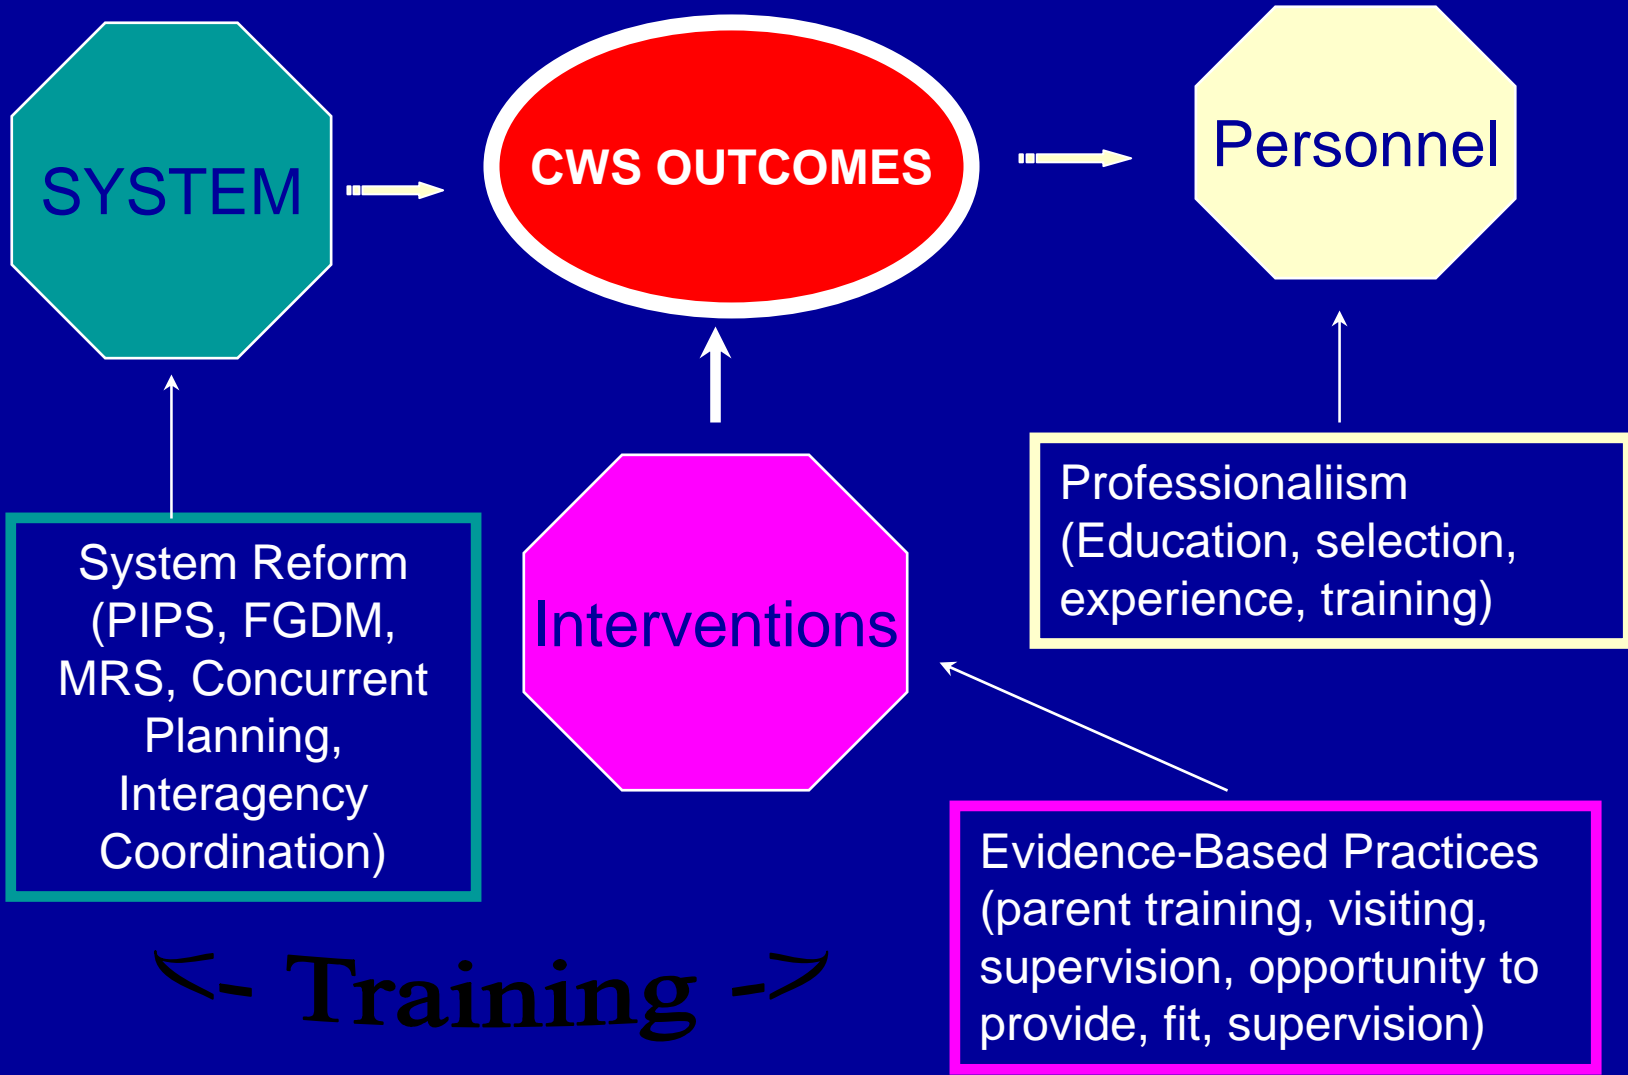 SYSTEM
CWS OUTCOMES
Personnel
Professionaliism
(Education, selection,
experience, training)
System Reform
(PIPS, FGDM,
MRS, Concurrent
Planning,
Interagency
Coordination)
Interventions
Evidence-Based Practices
(parent training, visiting,
supervision, opportunity to
provide, fit, supervision)
<- Training ->